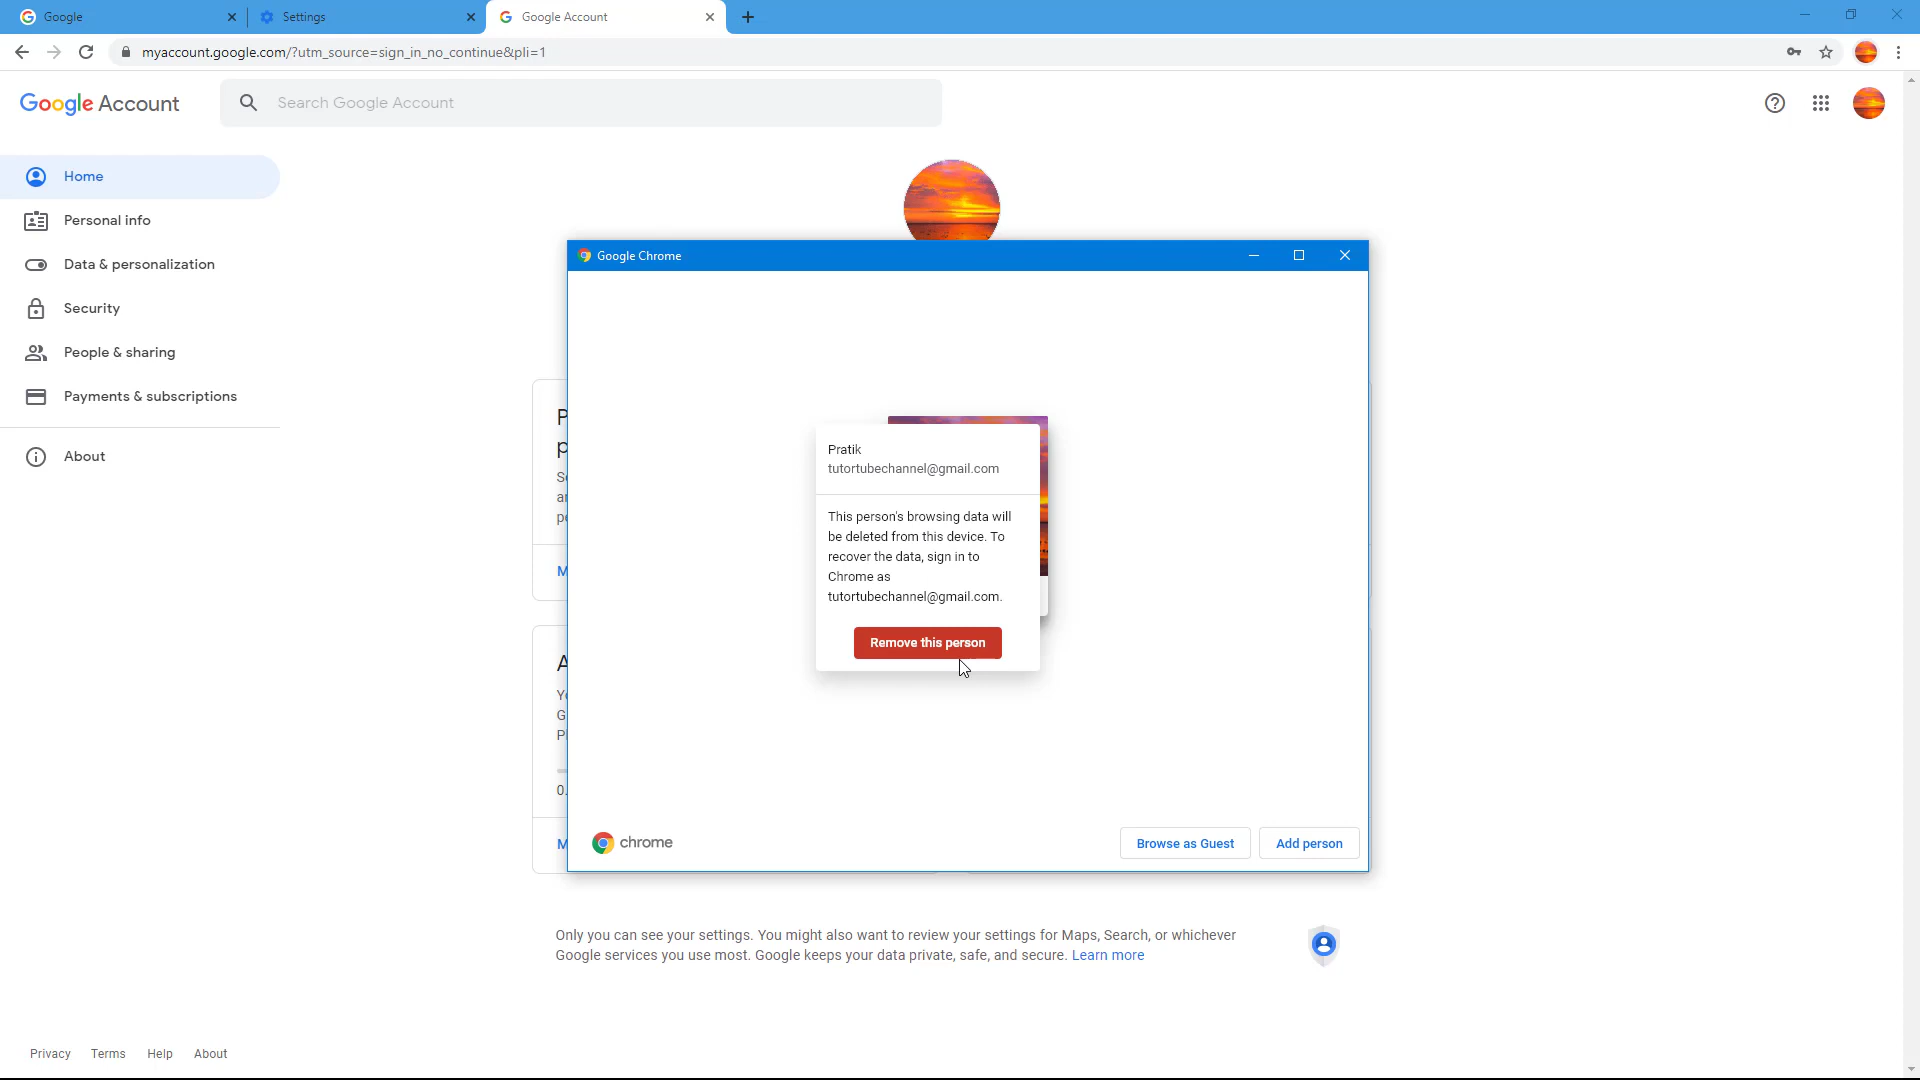 Google
Settings
Google Account
myaccount.google.com/?utm_source=sign_in_no_continue&pli=1
Google Account
Search Google Account
Home
Personal info
Data & personalization
Security
People & sharing
Payments & subscriptions
About
Google Chrome
Pratik
tutortubechannel@gmail.com
This person's browsing data will
be deleted from this device. To
recover the data, sign in to
Chrome as
tutortubechannel@gmail.com.
Remove this person
chrome
Browse as Guest
Add person
Only you can see your settings. You might also want to review your settings for Maps, Search, or whichever
Google services you use most. Google keeps your data private, safe, and secure. Learn more
Privacy
Terms
Help
About